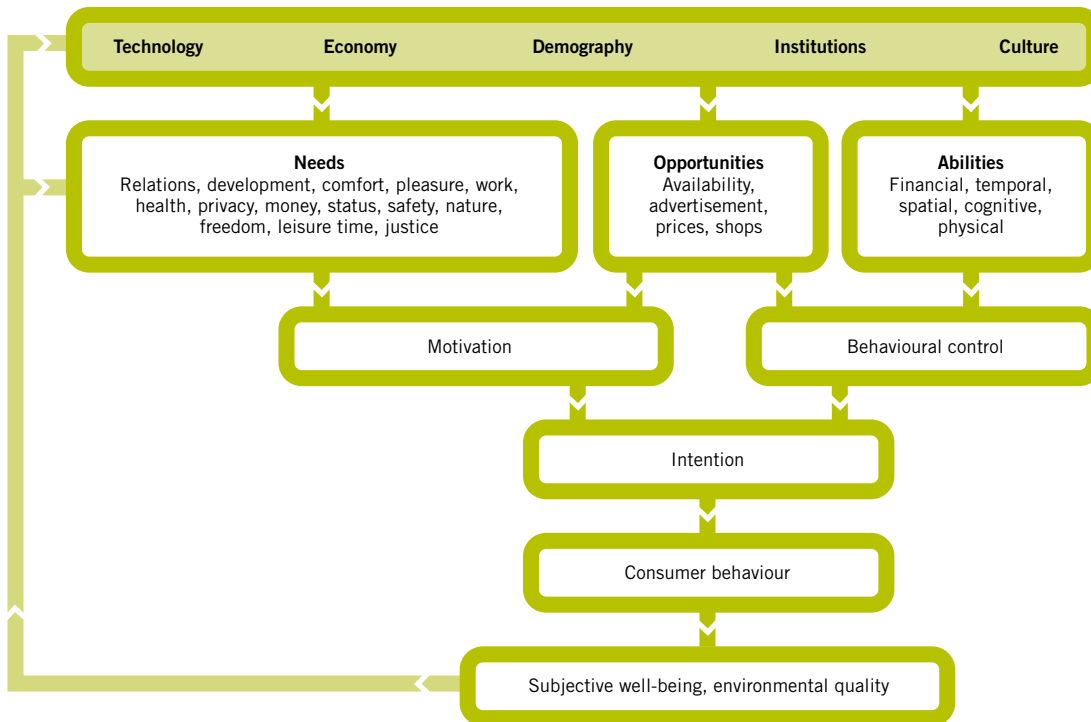 Technology Economy Demography Institutions Culture
Needs
Relations, development, comfort, pleasure, work,
health, privacy, money, status, safety, nature,
freedom, leisure time, justice
Opportunities
Availability,
advertisement,
prices, shops
Abilities
Financial, temporal,
spatial, cognitive,
physical
Motivation
Behavioural control
Intention
Consumer behaviour
Subjective well-being, environmental quality